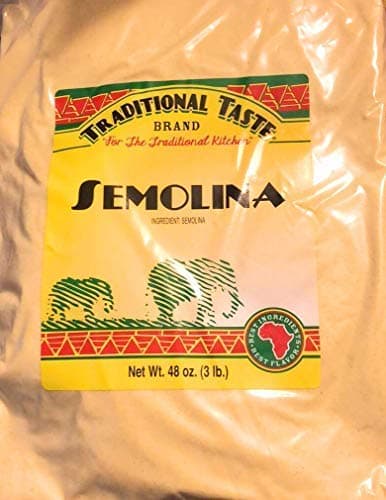 TRADITIONAL TASTE
BRAND
"For The Traditional Kitchen"
SEMOLINA
INGREDIENT: SEMOLINA
BEST INGREDIENTS
BEST FLAVOR
Net Wt. 48 oz. (3 lb.)